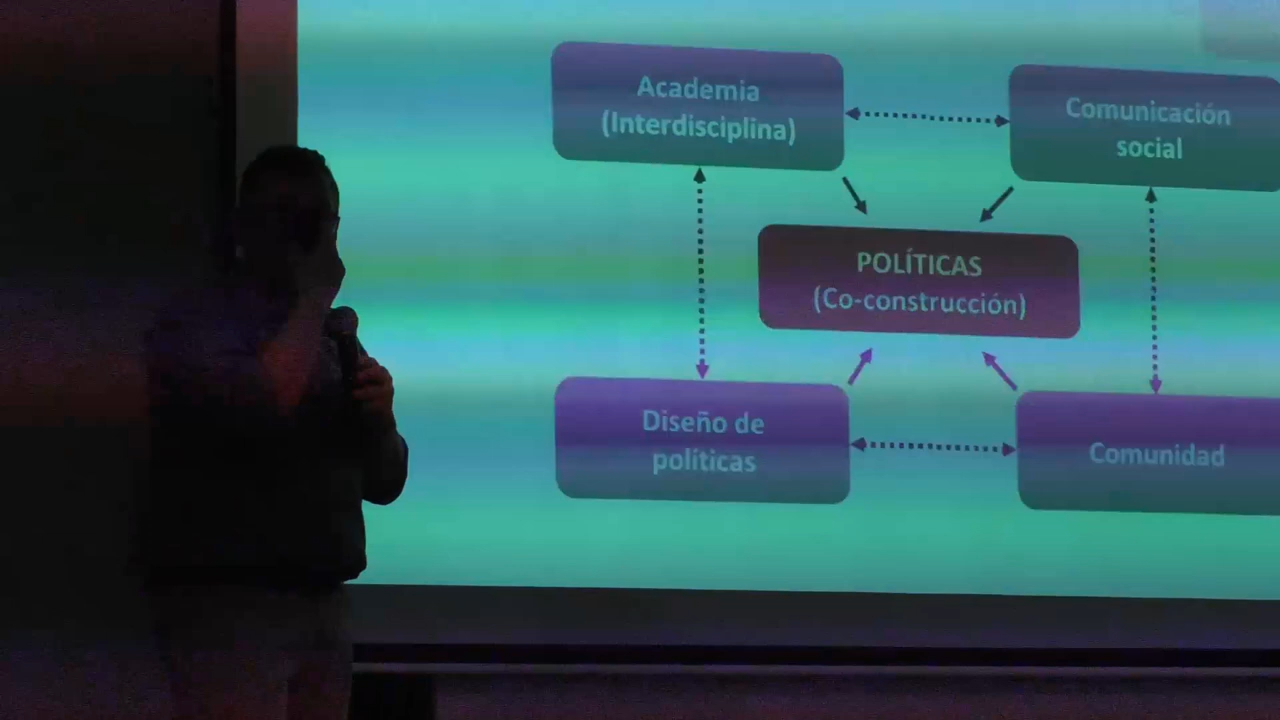 Academia
(Interdisciplina)
Comunicación
social
POLÍTICAS
(Co-construcción)
Diseño de
políticas
Comunidad